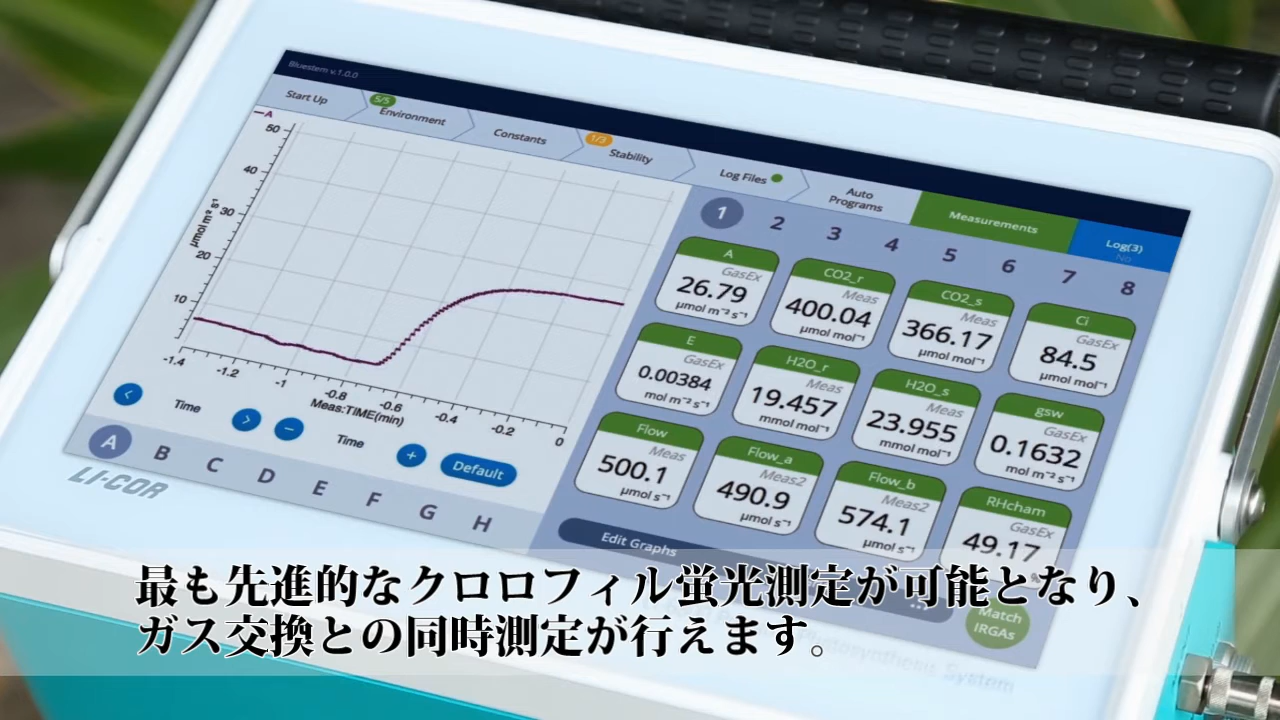 Bluestem v.1.0.0
Start Up
5/5
Environment
Constants
1/3
Stability
Log Files
Auto
Programs
Measurements
Log(3)
No
A
50
40
30
20
10
µmol m⁻² s⁻¹
-1.4
-1.2
-1
-0.8
-0.6
-0.4
-0.2
0
Meas:TIME(min)
Time
Time
Default
A B C D E F G H
LI-COR
1 2 3 4 5 6 7 8
A
GasEx
26.79
µmol m⁻² s⁻¹
CO2_r
Meas
400.04
µmol mol⁻¹
CO2_s
Meas
366.17
µmol mol⁻¹
Ci
GasEx
84.5
µmol mol⁻¹
E
GasEx
0.00384
mol m⁻² s⁻¹
H2O_r
Meas
19.457
mmol mol⁻¹
H2O_s
Meas
23.955
mmol mol⁻¹
gsw
GasEx
0.1632
mol m⁻² s⁻¹
Flow
Meas
500.1
µmol s⁻¹
Flow_a
Meas2
490.9
µmol s⁻¹
Flow_b
Meas2
574.1
µmol s⁻¹
RHcham
GasEx
49.17
%
Edit Graphs
Match
IRGAs
System
最も先進的なクロロフィル蛍光測定が可能となり、
ガス交換との同時測定が行えます。